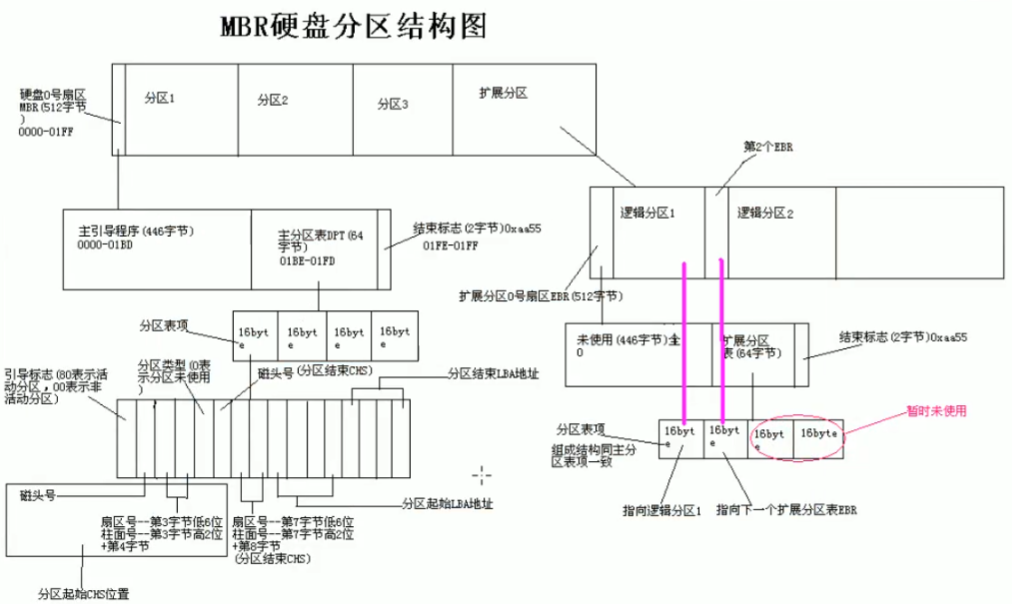 MBR硬盘分区结构图
硬盘0号扇区
MBR(512字节
)
0000-01FF
分区1
分区2
分区3
扩展分区
第2个EBR
主引导程序(446字节)
0000-01BD
主分区表DPT(64
字节)
01BE-01FD
结束标志(2字节)0xaa55
01FE-01FF
逻辑分区1
逻辑分区2
扩展分区0号扇区EBR(512字节)
分区表项
16byt
e
16byt
e
16byt
e
16byt
e
未使用(446字节)全
0
扩展分区
表(64字节)
结束标志(2字节)0xaa55
引导标志(80表示活
动分区，00表示非
活动分区)
分区类型(0表
示分区未使用
)
磁头号
(分区结束CHS)
分区结束LBA地址
分区表项
组成结构同主分
区表项一致
16byt
e
16byt
e
16byt
e
16byte
暂时未使用
指向逻辑分区1
指向下一个扩展分区表EBR
磁头号
扇区号--第3字节低6位
柱面号--第3字节高2位
+第4字节
扇区号--第7字节低6位
柱面号--第7字节高2位
+第8字节
(分区结束CHS)
分区起始LBA地址
分区起始CHS位置